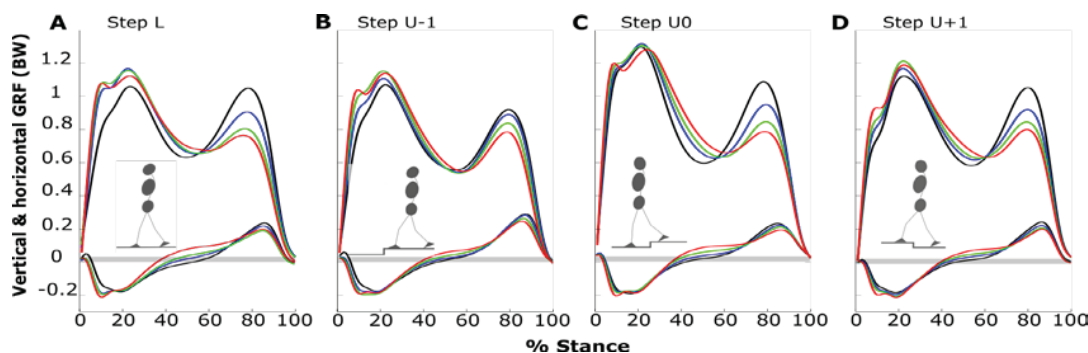 A Step L
B Step U-1
C Step U0
D Step U+1
Vertical & horizontal GRF (BW)
1.2
1
0.8
0.6
0.4
0.2
0
-0.2
0 20 40 60 80 100
0 20 40 60 80 100
0 20 40 60 80 100
0 20 40 60 80 100
% Stance